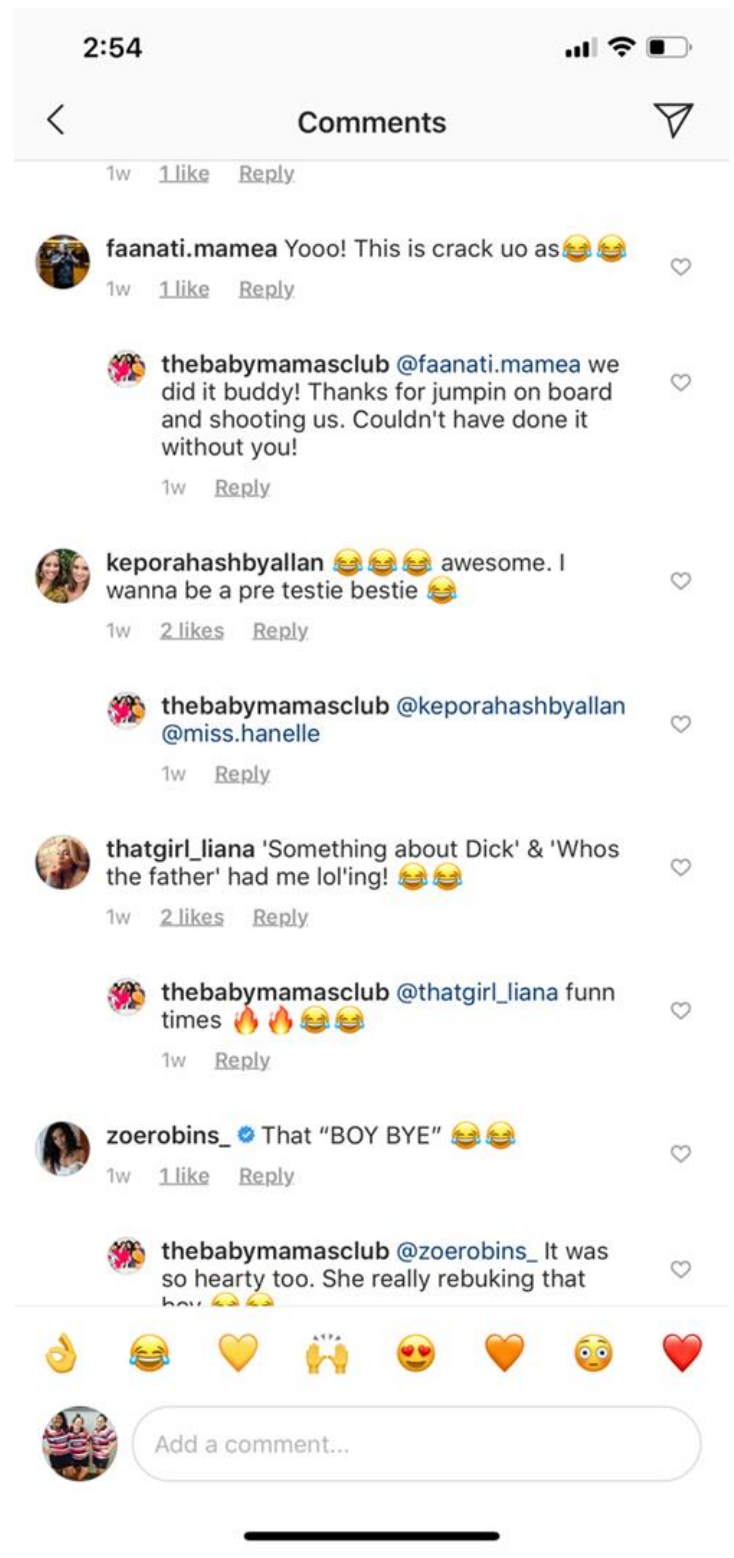 2:54
Comments
1w 1 like Reply
faanati.mamea Yooo! This is crack uo as😂😂
1w 1 like Reply
thebabymamasclub @faanati.mamea we
did it buddy! Thanks for jumpin on board
and shooting us. Couldn't have done it
without you!
1w Reply
keporahashbyallan 😂😂😂 awesome. I
wanna be a pre testie bestie 😂
1w 2 likes Reply
thebabymamasclub @keporahashbyallan
@miss.hanelle
1w Reply
thatgirl_liana 'Something about Dick' & 'Whos
the father' had me lol'ing! 😂😂
1w 2 likes Reply
thebabymamasclub @thatgirl_liana funn
times 🔥🔥😂😂
1w Reply
zoerobins_ That “BOY BYE” 😂😂
1w 1 like Reply
thebabymamasclub @zoerobins_ It was
so hearty too. She really rebuking that
boy 😂😂
👌 😂 💛 🙌 😍 🧡 😳 ❤️
Add a comment...